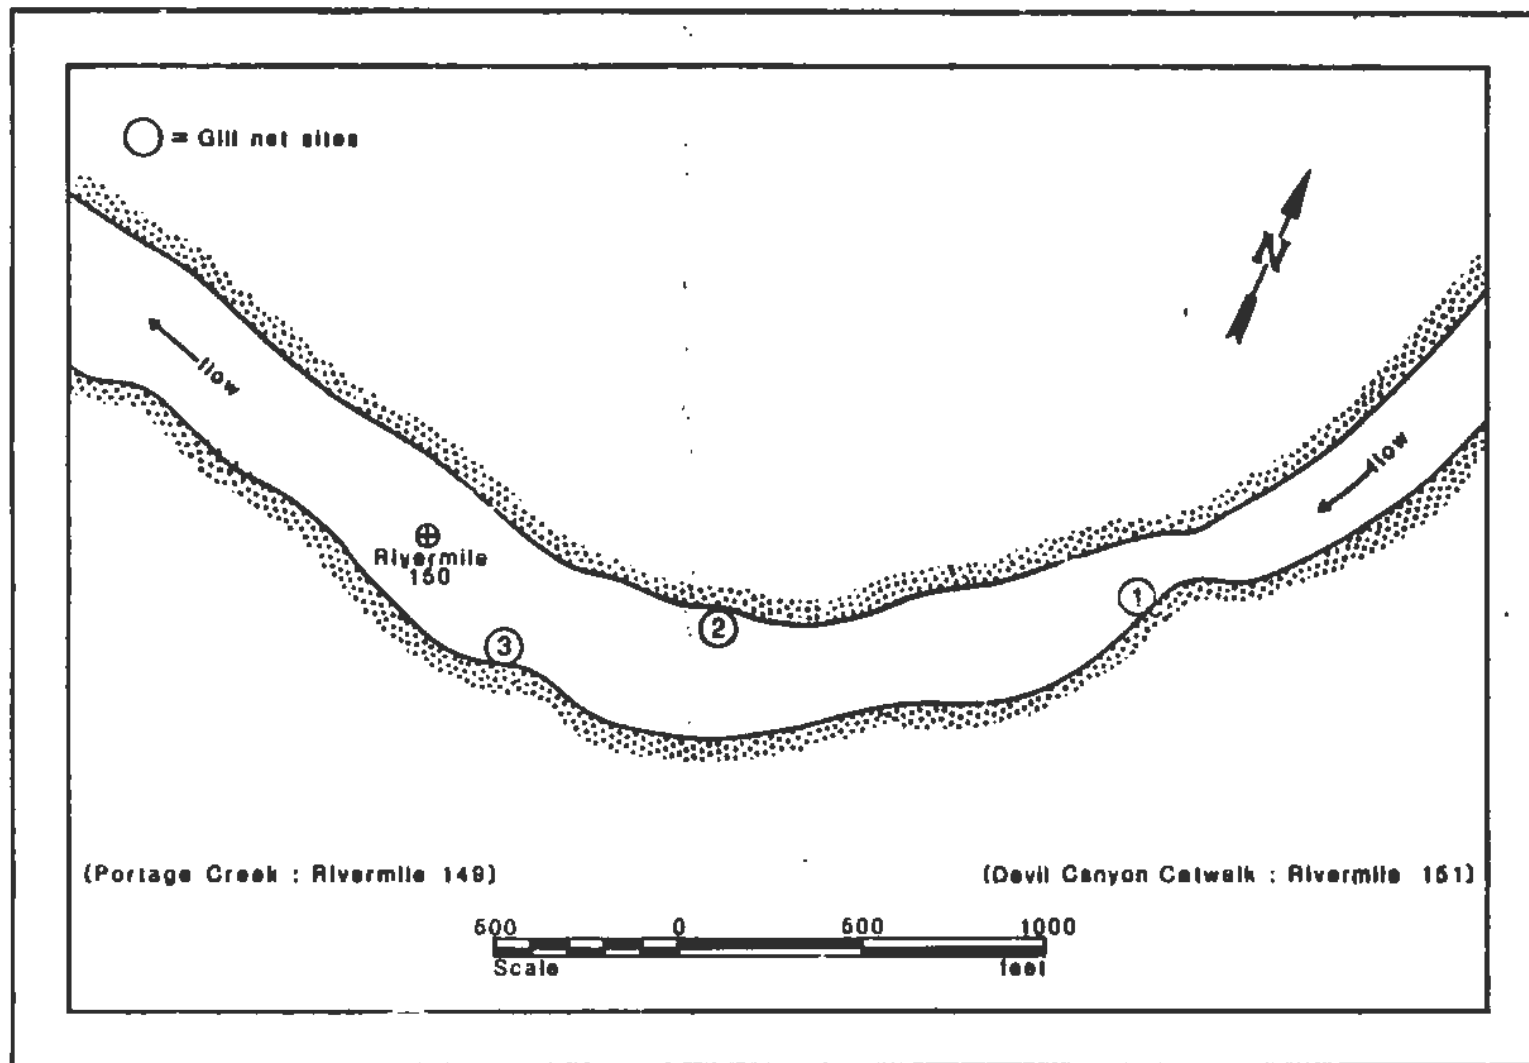 = Gill net sites
N
flow
flow
Rivermile
150
1
2
3
(Portage Creek : Rivermile 149)
(Devil Canyon Catwalk : Rivermile 151)
500 0 500 1000
Scale feet